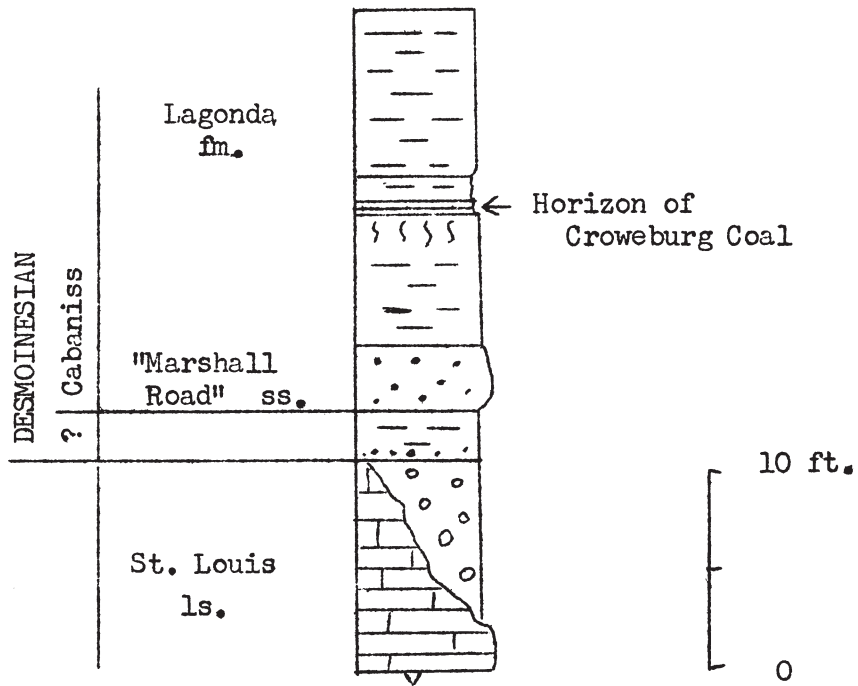 Lagonda
fm.
Horizon of
Croweburg Coal
DESMOINESIAN
? Cabaniss
"Marshall
Road" ss.
10 ft.
St. Louis
ls.
0